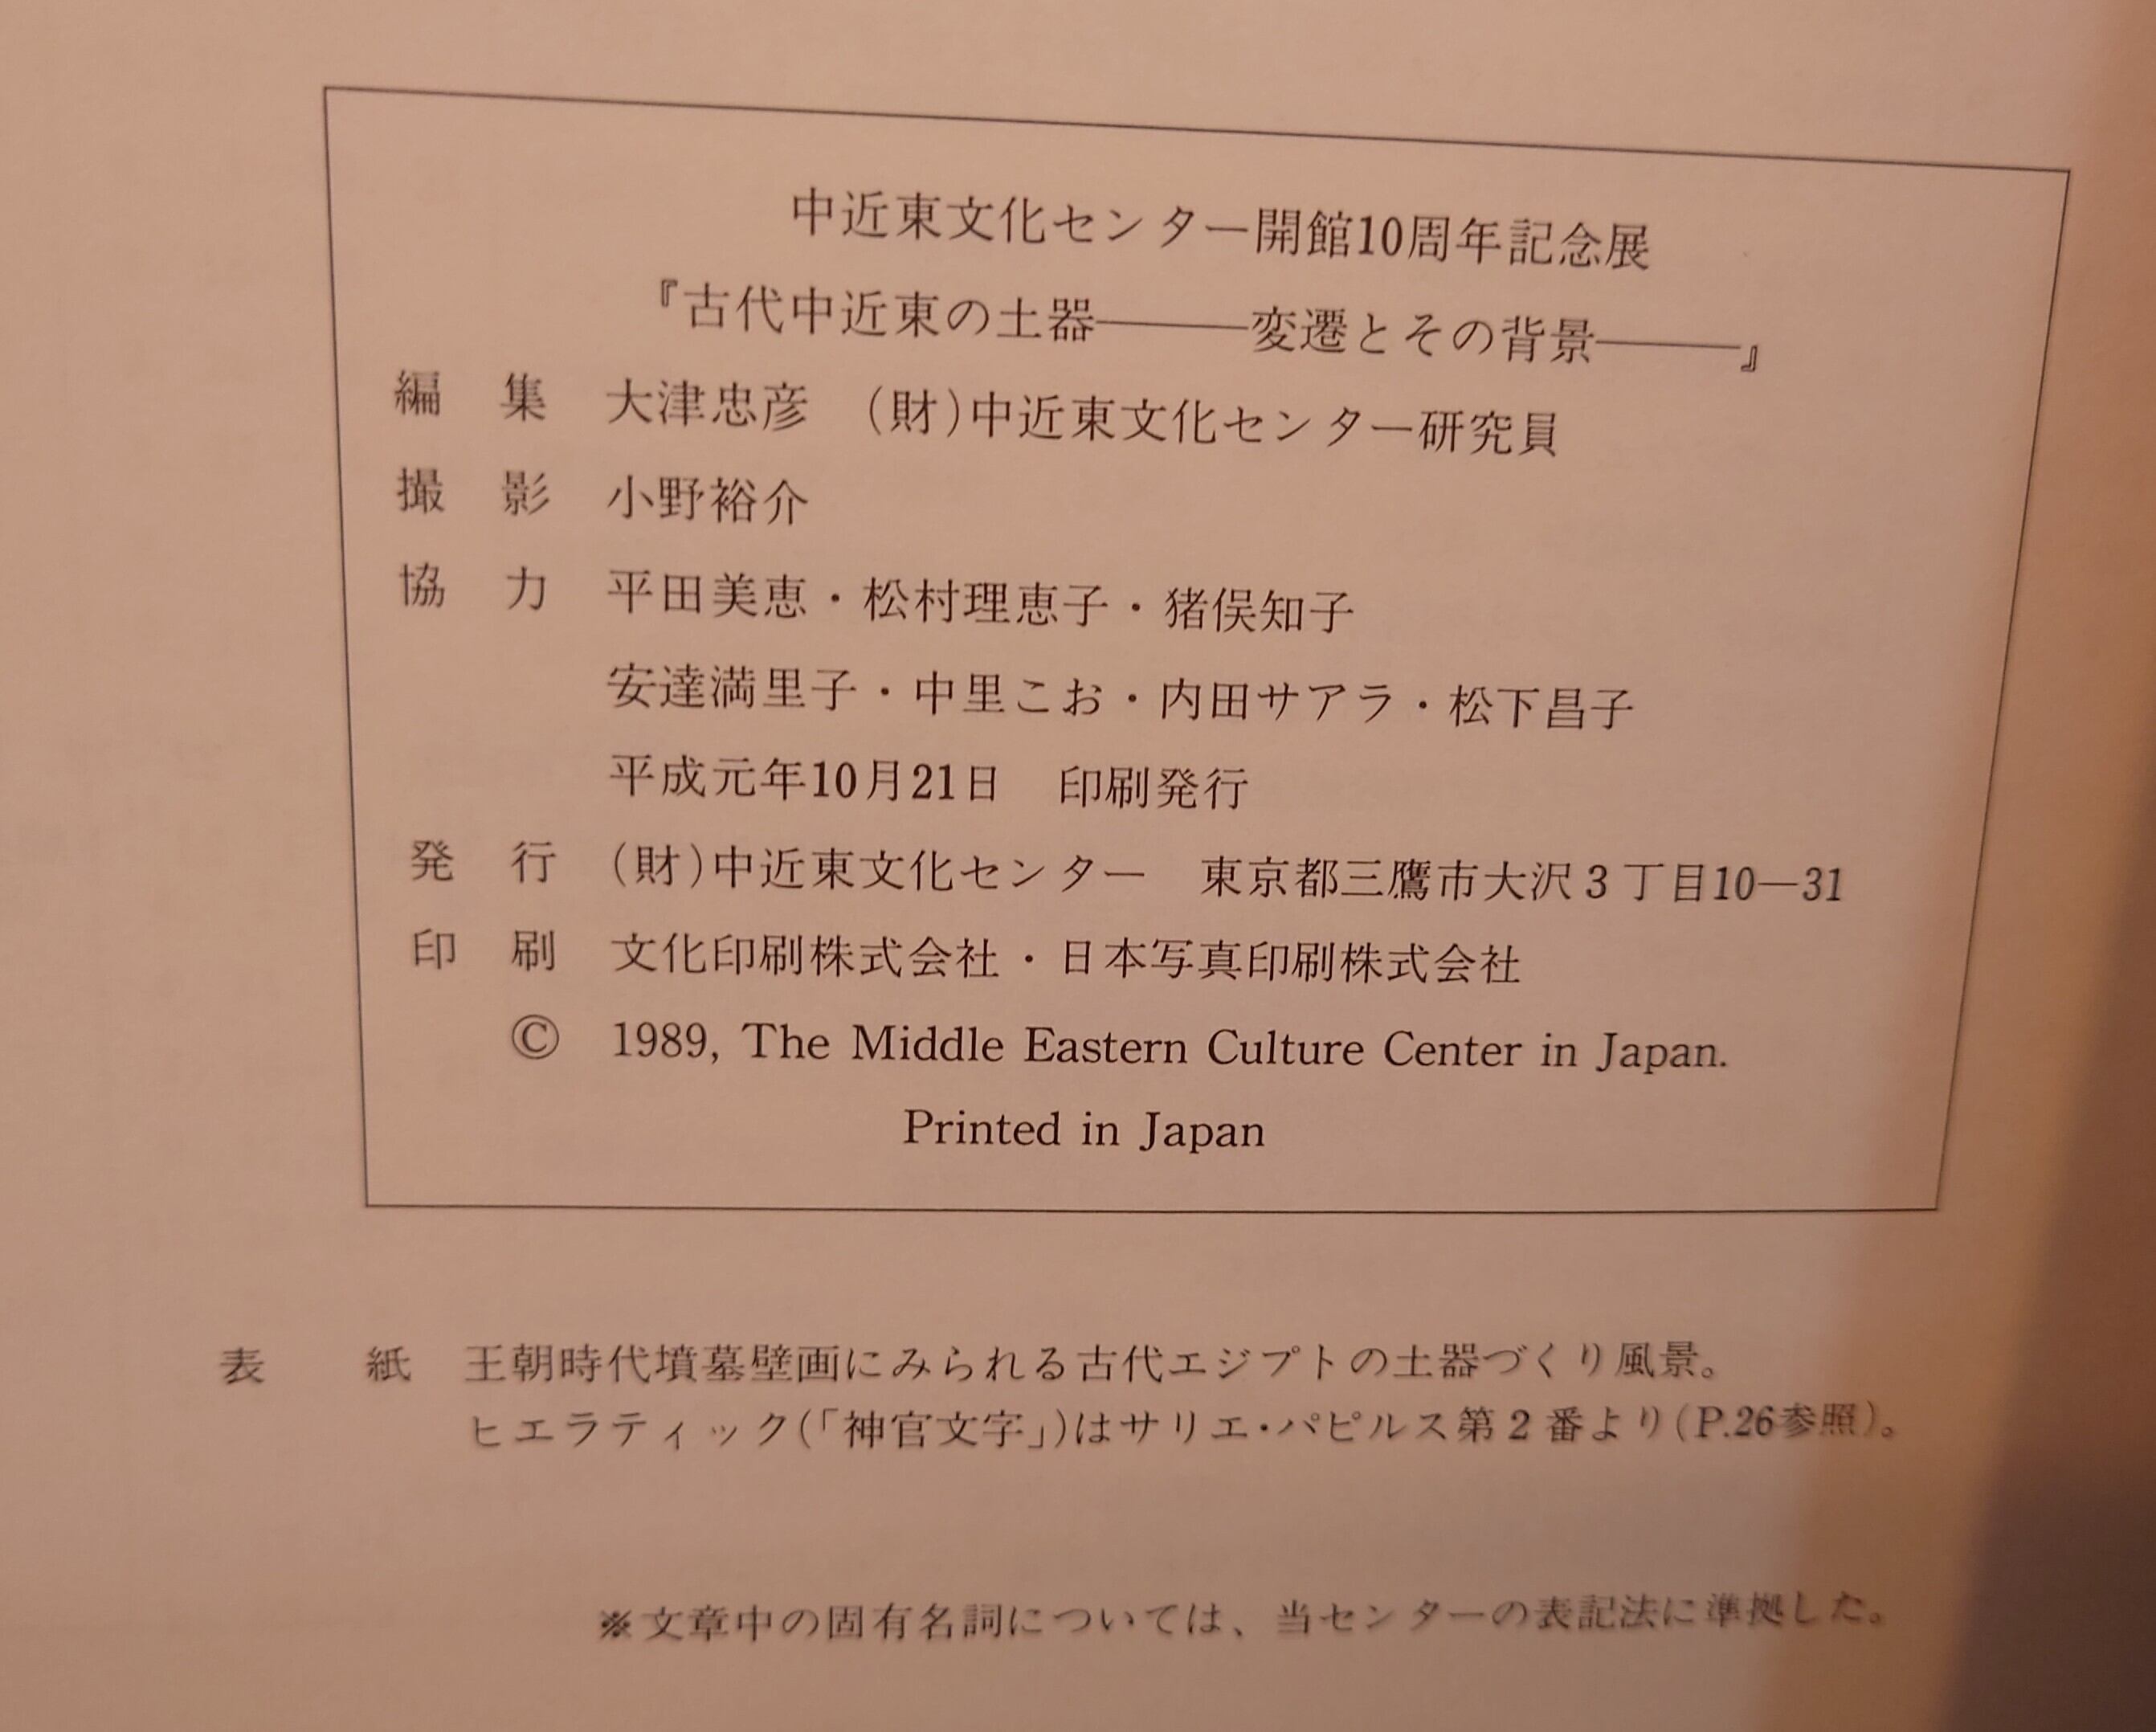 中近東文化センター開館10周年記念展
『古代中近東の土器———変遷とその背景———』
編　集　大津忠彦　(財)中近東文化センター研究員
撮　影　小野裕介
協　力　平田美恵・松村理恵子・猪俣知子
安達満里子・中里こお・内田サアラ・松下昌子
平成元年10月21日　印刷発行
発　行　(財)中近東文化センター　東京都三鷹市大沢3丁目10—31
印　刷　文化印刷株式会社・日本写真印刷株式会社
©　1989, The Middle Eastern Culture Center in Japan.
Printed in Japan
表　紙　王朝時代墳墓壁画にみられる古代エジプトの土器づくり風景。
ヒエラティック(「神官文字」)はサリエ・パピルス第2番より(P.26参照)。
※文章中の固有名詞については、当センターの表記法に準拠した。